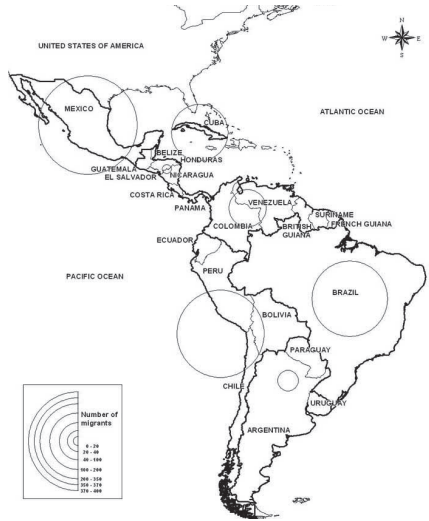 N
W E
S
UNITED STATES OF AMERICA
ATLANTIC OCEAN
MEXICO
CUBA
BELIZE
HONDURAS
GUATEMALA
EL SALVADOR
NICARAGUA
COSTA RICA
PANAMA
VENEZUELA
SURINAME
FRENCH GUIANA
COLOMBIA
BRITISH
GUIANA
ECUADOR
PERU
PACIFIC OCEAN
BRAZIL
BOLIVIA
PARAGUAY
CHILE
URUGUAY
ARGENTINA
Number of
migrants
0 - 20
20 - 40
40 - 100
100 - 200
200 - 350
350 - 370
370 - 400